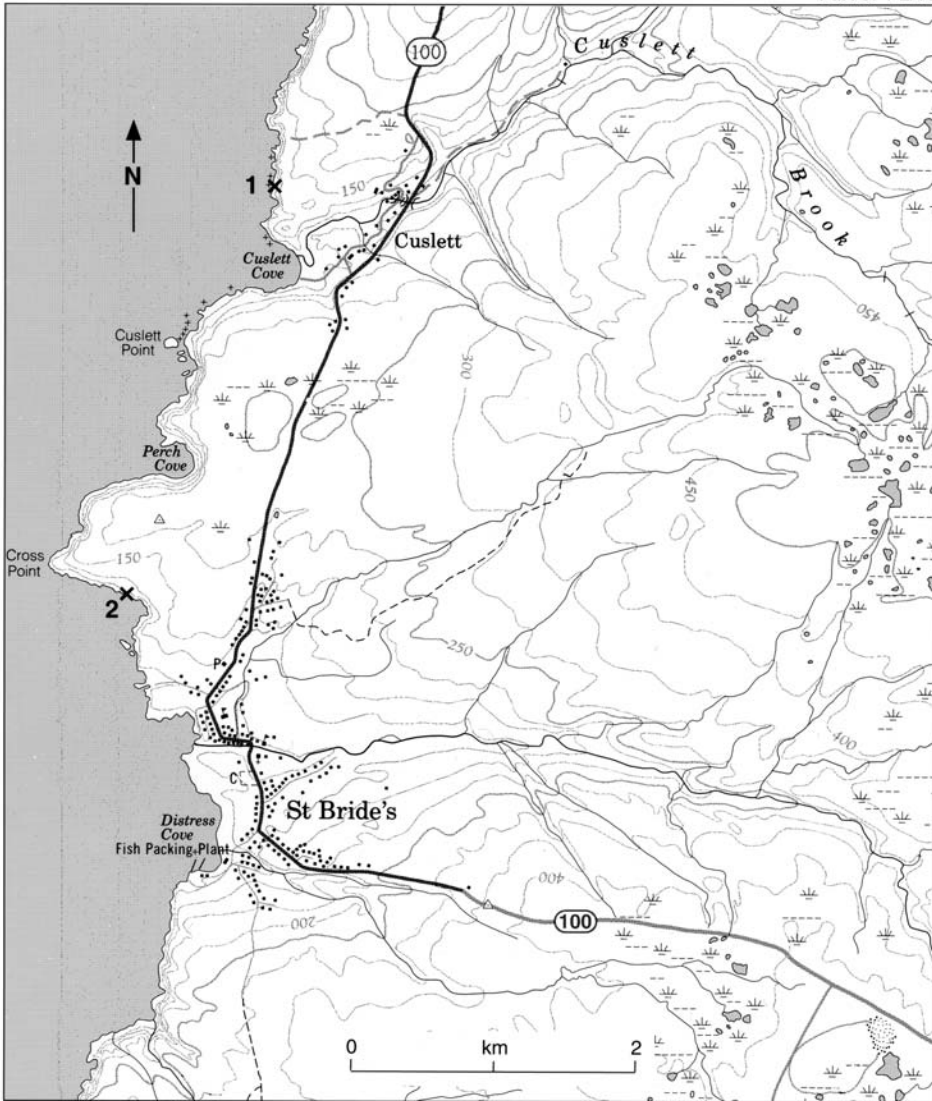 100
Cuslett
N
Brook
1
150
Cuslett
Cuslett
Cove
450
Cuslett
Point
300
Perch
Cove
450
Cross
Point
150
2
250
P
400
C
St Bride's
Distress
Cove
Fish Packing Plant
400
200
100
0
km
2